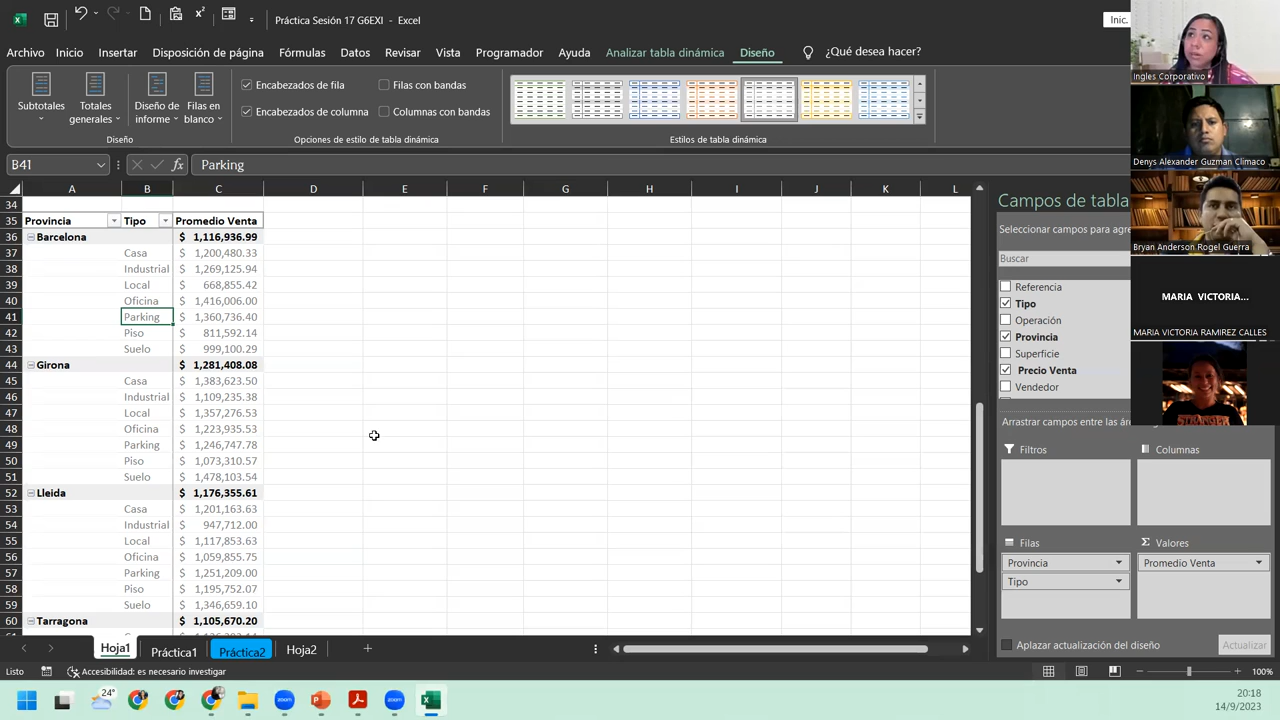 Práctica Sesión 17 G6EXI - Excel
Inic.
Archivo Inicio Insertar Disposición de página Fórmulas Datos Revisar Vista Programador Ayuda Analizar tabla dinámica Diseño ¿Qué desea hacer?
Subtotales
Totales generales
Diseño de informe
Filas en blanco
Diseño
Encabezados de fila
Filas con bandas
Encabezados de columna
Columnas con bandas
Opciones de estilo de tabla dinámica
Estilos de tabla dinámica
B41
Parking
A B C D E F G H I J K L
34
35 Provincia Tipo Promedio Venta
36 Barcelona $ 1,116,936.99
37 Casa $ 1,200,480.33
38 Industrial $ 1,269,125.94
39 Local $ 668,855.42
40 Oficina $ 1,416,006.00
41 Parking $ 1,360,736.40
42 Piso $ 811,592.14
43 Suelo $ 999,100.29
44 Girona $ 1,281,408.08
45 Casa $ 1,383,623.50
46 Industrial $ 1,109,235.38
47 Local $ 1,357,276.53
48 Oficina $ 1,223,935.53
49 Parking $ 1,246,747.78
50 Piso $ 1,073,310.57
51 Suelo $ 1,478,103.54
52 Lleida $ 1,176,355.61
53 Casa $ 1,201,163.63
54 Industrial $ 947,712.00
55 Local $ 1,117,853.63
56 Oficina $ 1,059,855.75
57 Parking $ 1,251,209.00
58 Piso $ 1,195,752.07
59 Suelo $ 1,346,659.10
60 Tarragona $ 1,105,670.20
Campos de tabla
Seleccionar campos para agre
Buscar
Referencia
Tipo
Operación
Provincia
Superficie
Precio Venta
Vendedor
Arrastrar campos entre las ár
Filtros
Columnas
Filas
Valores
Provincia
Promedio Venta
Tipo
Aplazar actualización del diseño
Actualizar
Ingles Corporativo
Denys Alexander Guzman Climaco
Bryan Anderson Rogel Guerra
MARIA VICTORIA...
MARIA VICTORIA RAMIREZ CALLES
Hoja1 Práctica1 Práctica2 Hoja2
Listo
Accesibilidad: es necesario investigar
100%
24°
zoom
zoom
20:18
14/9/2023